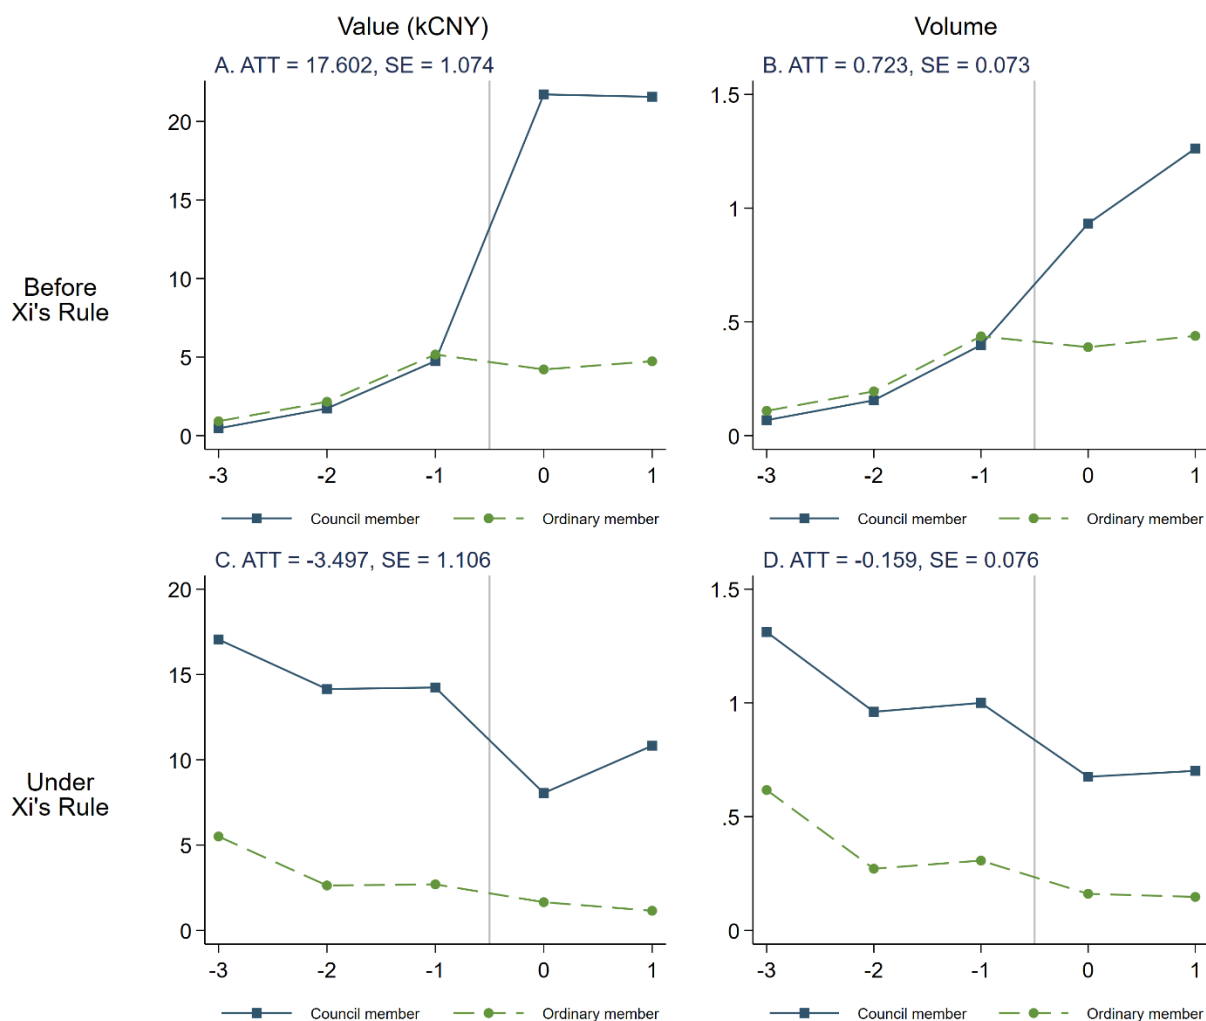 Value (kCNY)
Volume
A. ATT = 17.602, SE = 1.074
B. ATT = 0.723, SE = 0.073
Before
Xi's Rule
20
15
10
5
0
-3 -2 -1 0 1
Council member Ordinary member
1.5
1
.5
0
-3 -2 -1 0 1
Council member Ordinary member
C. ATT = -3.497, SE = 1.106
D. ATT = -0.159, SE = 0.076
Under
Xi's Rule
20
15
10
5
0
-3 -2 -1 0 1
Council member Ordinary member
1.5
1
.5
0
-3 -2 -1 0 1
Council member Ordinary member